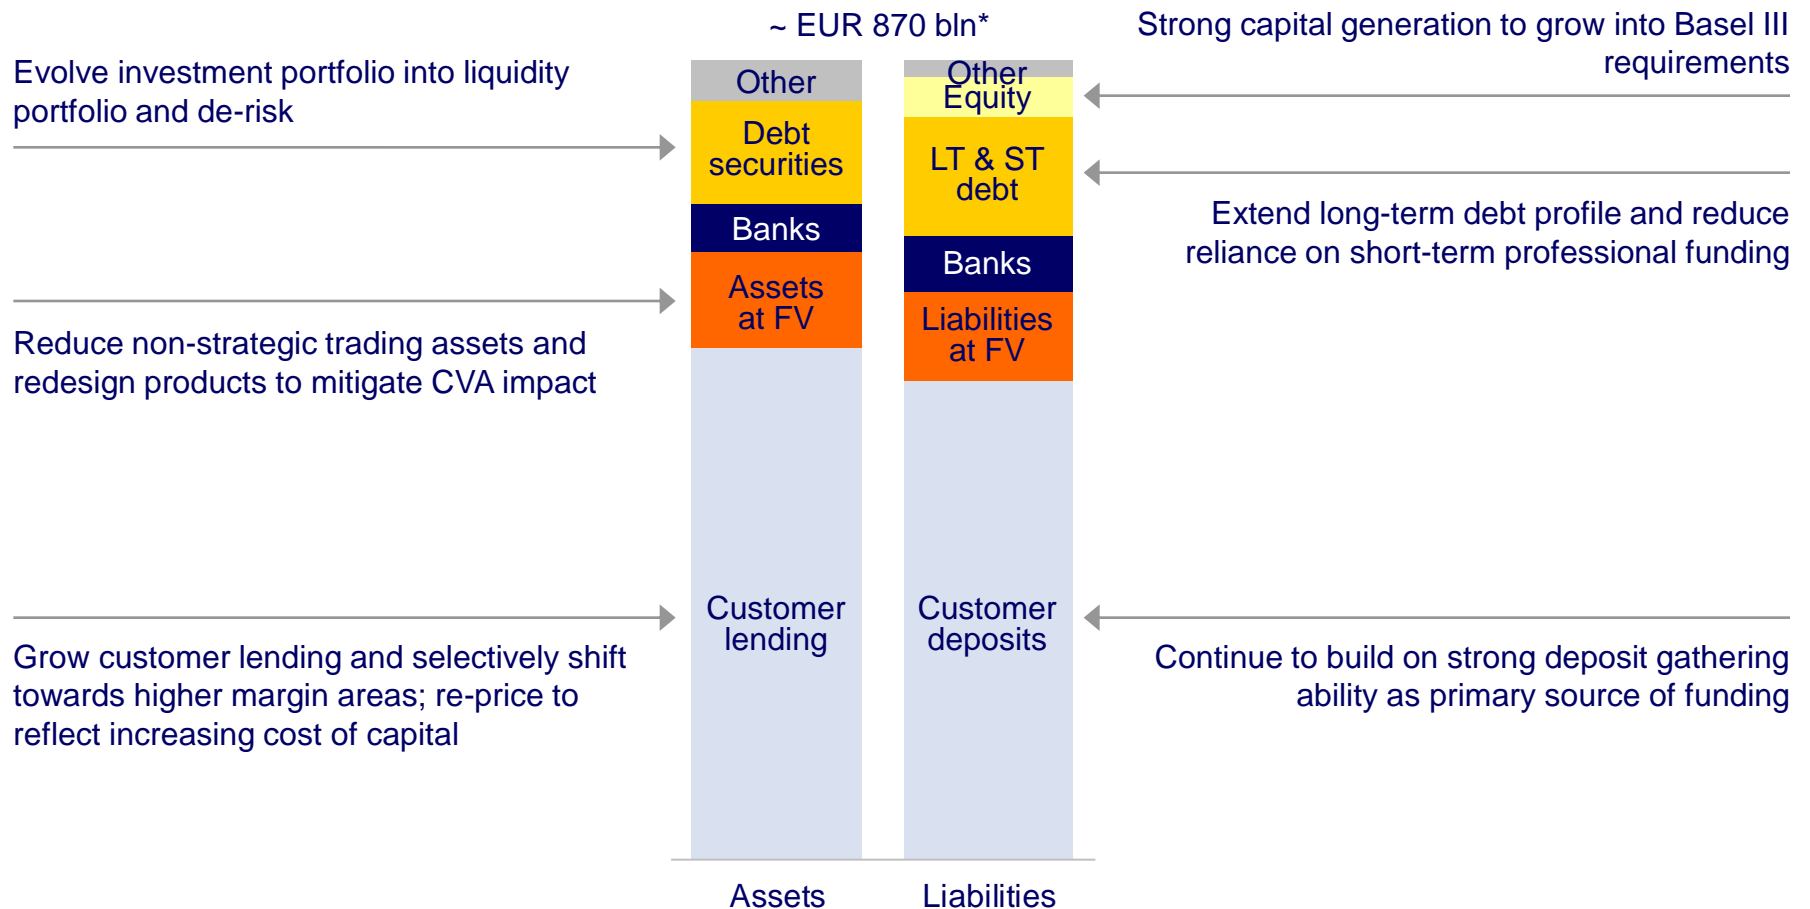 ~ EUR 870 bln*
Evolve investment portfolio into liquidity
portfolio and de-risk
Reduce non-strategic trading assets and
redesign products to mitigate CVA impact
Grow customer lending and selectively shift
towards higher margin areas; re-price to
reflect increasing cost of capital
Other
Debt
securities
Banks
Assets
at FV
Customer
lending
Assets
Other
Equity
LT & ST
debt
Banks
Liabilities
at FV
Customer
deposits
Liabilities
Strong capital generation to grow into Basel III
requirements
Extend long-term debt profile and reduce
reliance on short-term professional funding
Continue to build on strong deposit gathering
ability as primary source of funding